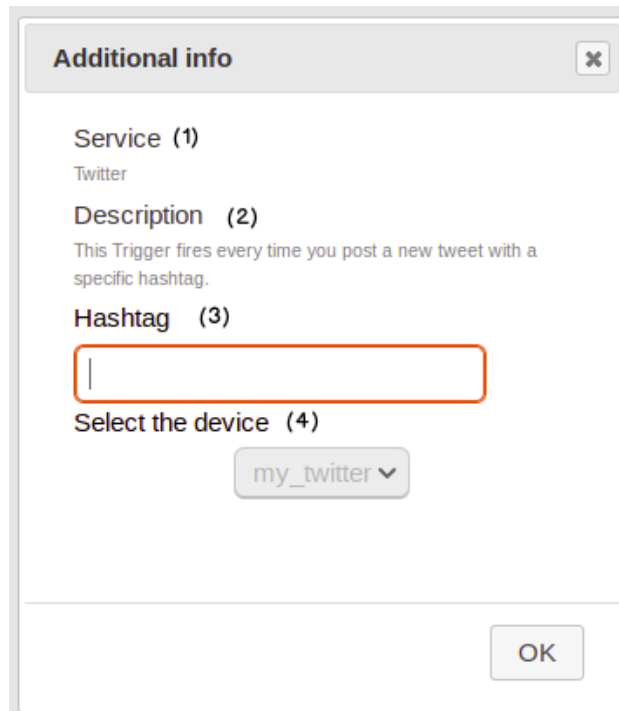 Additional info
Service (1)
Twitter
Description (2)
This Trigger fires every time you post a new tweet with a
specific hashtag.
Hashtag (3)
Select the device (4)
my_twitter
OK